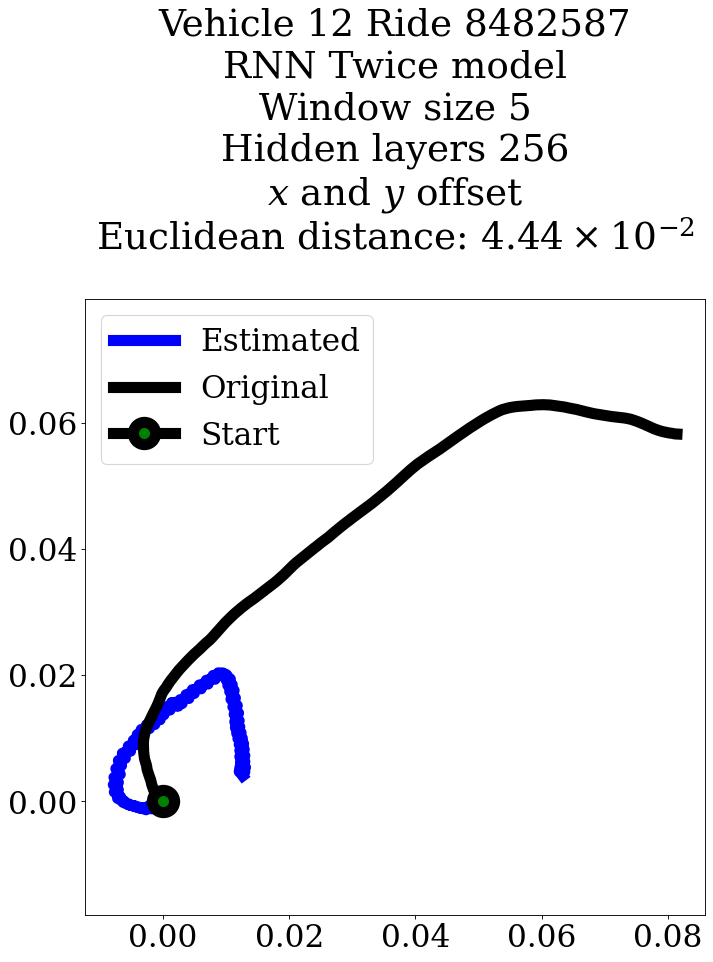 Vehicle 12 Ride 8482587
RNN Twice model
Window size 5
Hidden layers 256
x and y offset
Euclidean distance: 4.44 × 10⁻²
Estimated
Original
Start
0.06
0.04
0.02
0.00
0.00 0.02 0.04 0.06 0.08